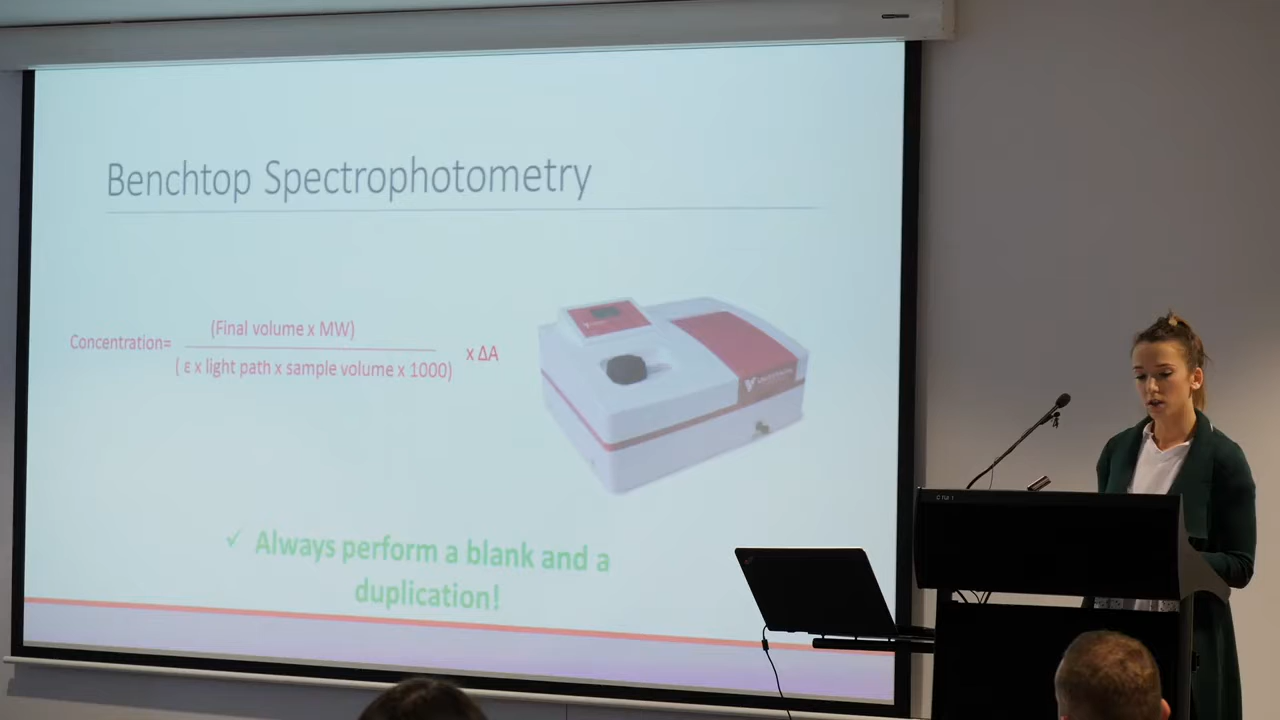 Benchtop Spectrophotometry
Concentration= (Final volume x MW)
( ε x light path x sample volume x 1000) x ΔA
✓ Always perform a blank and a
duplication!